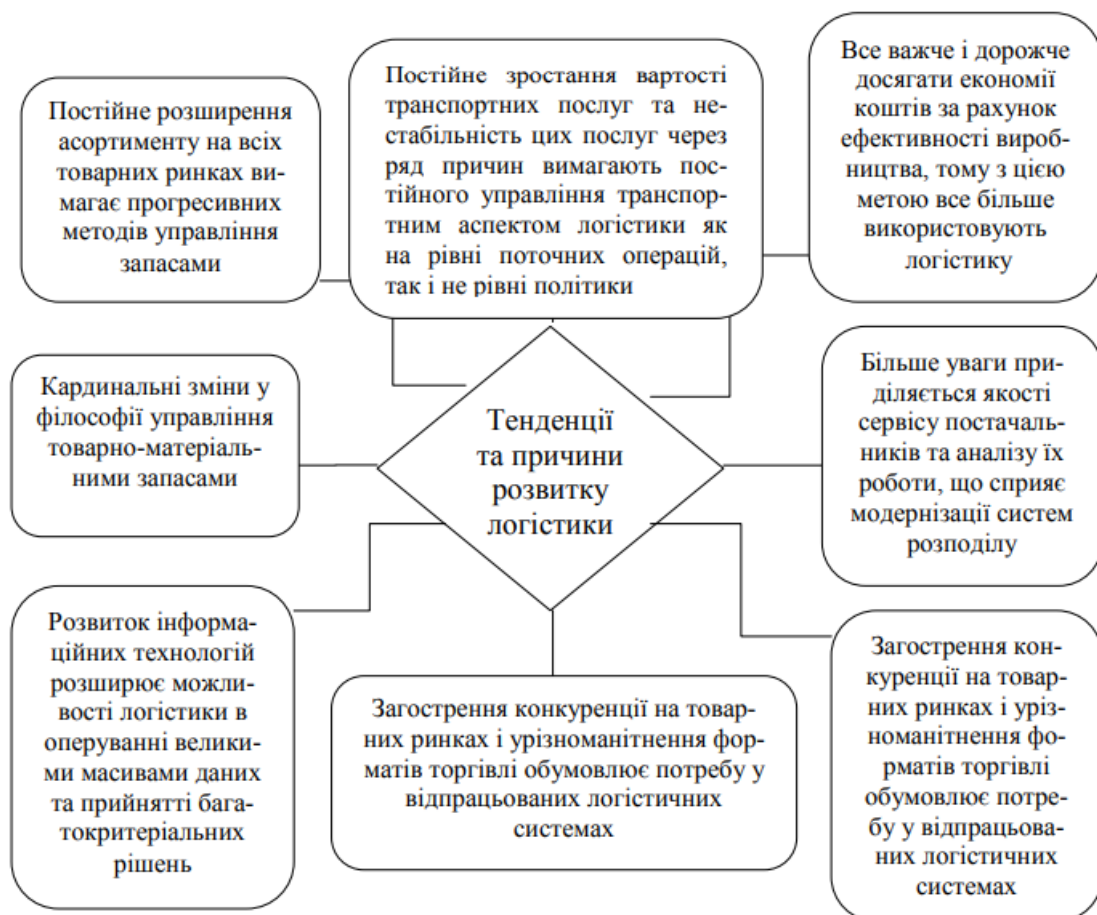 Постійне розширення
асортименту на всіх
товарних ринках ви-
магає прогресивних
методів управління
запасами
Постійне зростання вартості
транспортних послуг та не-
стабільність цих послуг через
ряд причин вимагають пос-
тійного управління транспор-
тним аспектом логістики як
на рівні поточних операцій,
так і не рівні політики
Все важче і дорожче
досягати економії
коштів за рахунок
ефективності вироб-
ництва, тому з цією
метою все більше
використовують
логістику
Кардинальні зміни у
філософії управління
товарно-матеріаль-
ними запасами
Тенденції
та причини
розвитку
логістики
Більше уваги при-
діляється якості
сервісу постачаль-
ників та аналізу їх
роботи, що сприяє
модернізації систем
розподілу
Розвиток інформа-
ційних технологій
розширює можли-
вості логістики в
оперуванні велики-
ми масивами даних
та прийнятті бага-
токритеріальних
рішень
Загострення конкуренції на товар-
них ринках і урізноманітнення фор-
матів торгівлі обумовлює потребу у
відпрацьованих логістичних
системах
Загострення кон-
куренції на товар-
них ринках і уріз-
номанітнення фо-
рматів торгівлі
обумовлює потре-
бу у відпрацьова-
них логістичних
системах